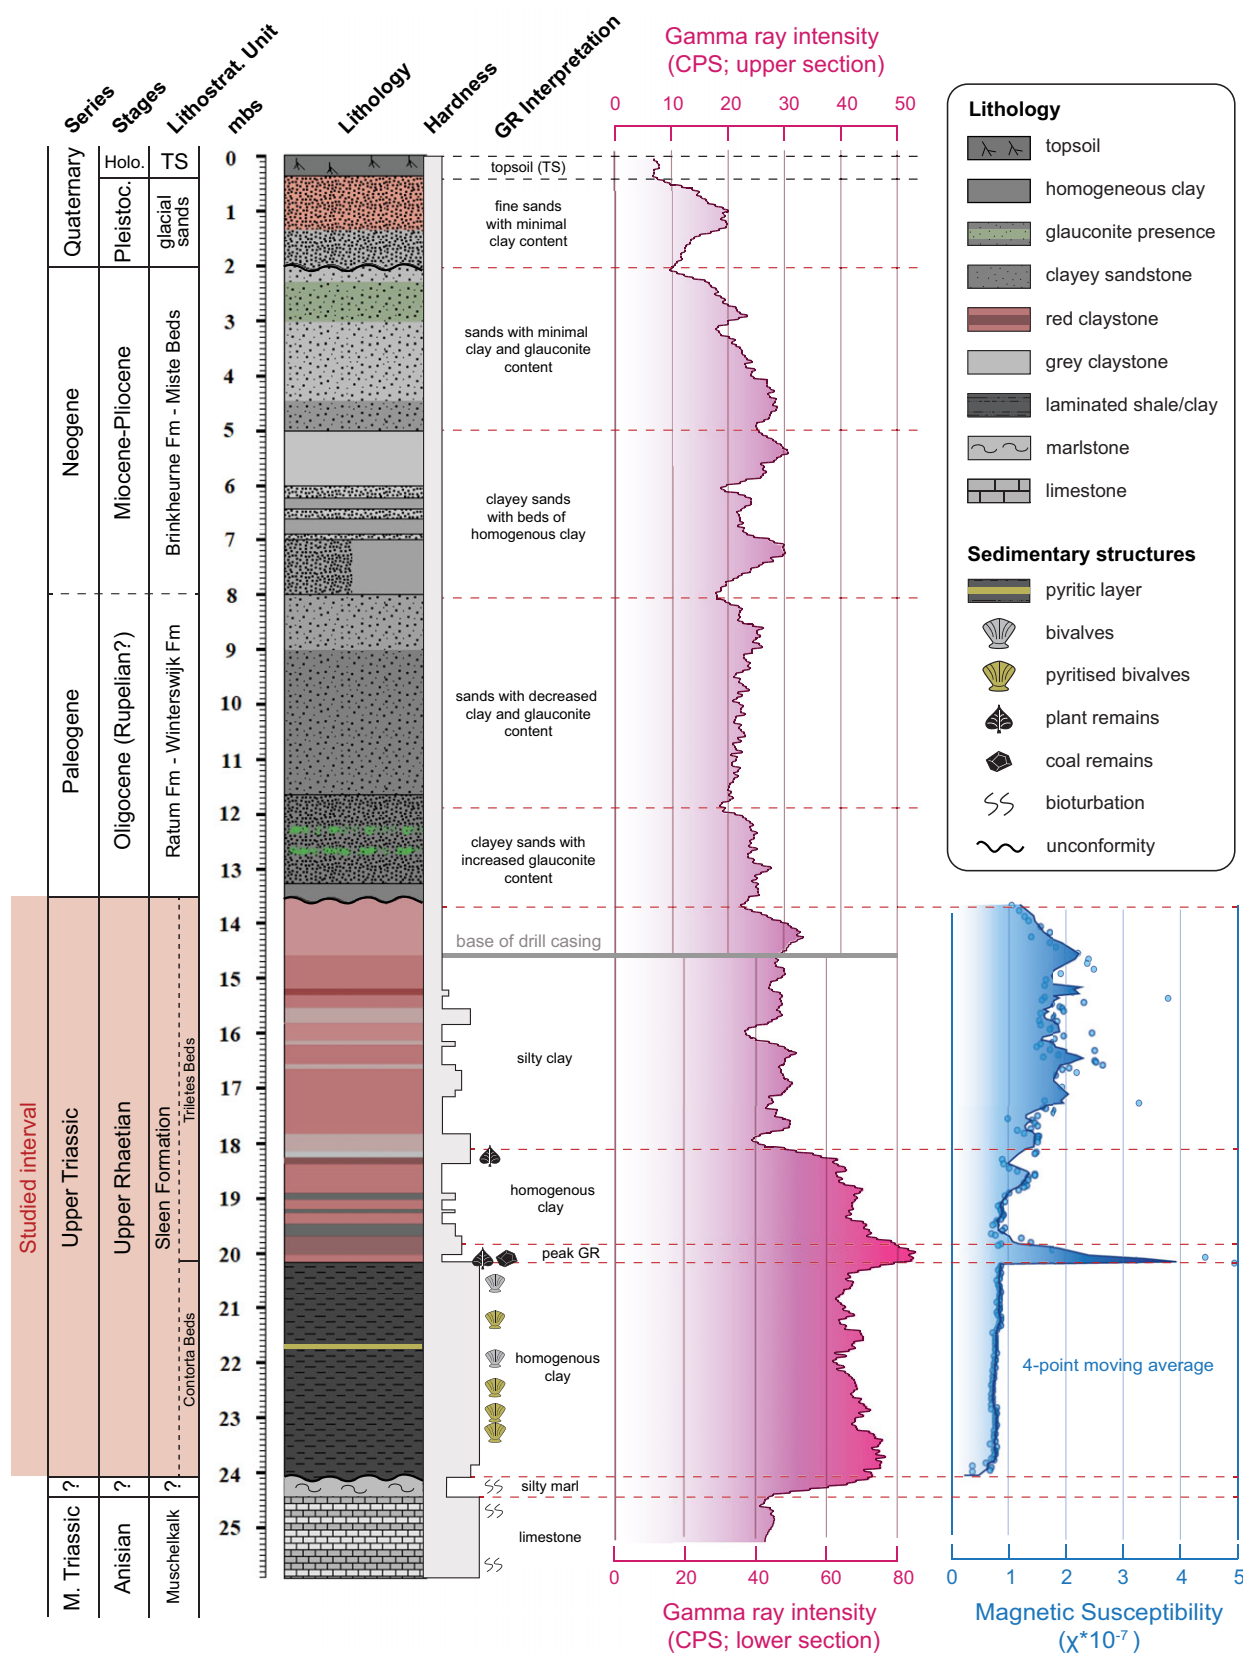 Gamma ray intensity
(CPS; upper section)
0 10 20 30 40 50
Series
Stages
Lithostrat. Unit
mbs
Lithology
Hardness
GR Interpretation
Quaternary
Holo.
TS
Pleistoc.
glacial
sands
Neogene
Miocene-Pliocene
Brinkheurne Fm - Miste Beds
Paleogene
Oligocene (Rupelian?)
Ratum Fm - Winterswijk Fm
Studied interval
Upper Triassic
Upper Rhaetian
Sleen Formation
Triletes Beds
Contorta Beds
?
?
?
M. Triassic
Anisian
Muschelkalk
0
1
2
3
4
5
6
7
8
9
10
11
12
13
14
15
16
17
18
19
20
21
22
23
24
25
topsoil (TS)
fine sands
with minimal
clay content
sands with minimal
clay and glauconite
content
clayey sands
with beds of
homogenous clay
sands with decreased
clay and glauconite
content
clayey sands with
increased glauconite
content
base of drill casing
silty clay
homogenous
clay
peak GR
homogenous
clay
silty marl
limestone
0 20 40 60 80
Gamma ray intensity
(CPS; lower section)
Lithology
topsoil
homogeneous clay
glauconite presence
clayey sandstone
red claystone
grey claystone
laminated shale/clay
marlstone
limestone
Sedimentary structures
pyritic layer
bivalves
pyritised bivalves
plant remains
coal remains
bioturbation
unconformity
4-point moving average
0 1 2 3 4 5
Magnetic Susceptibility
(χ*10⁻⁷)